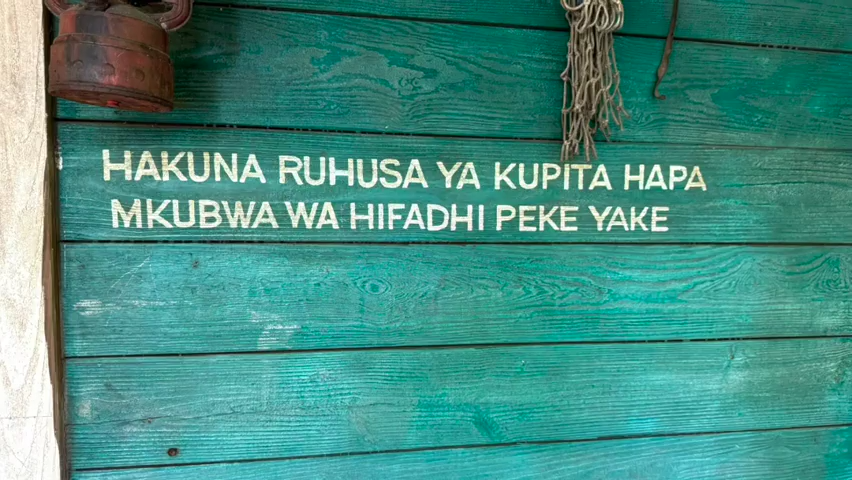 HAKUNA RUHUSA YA KUPITA HAPA
MKUBWA WA HIFADHI PEKE YAKE